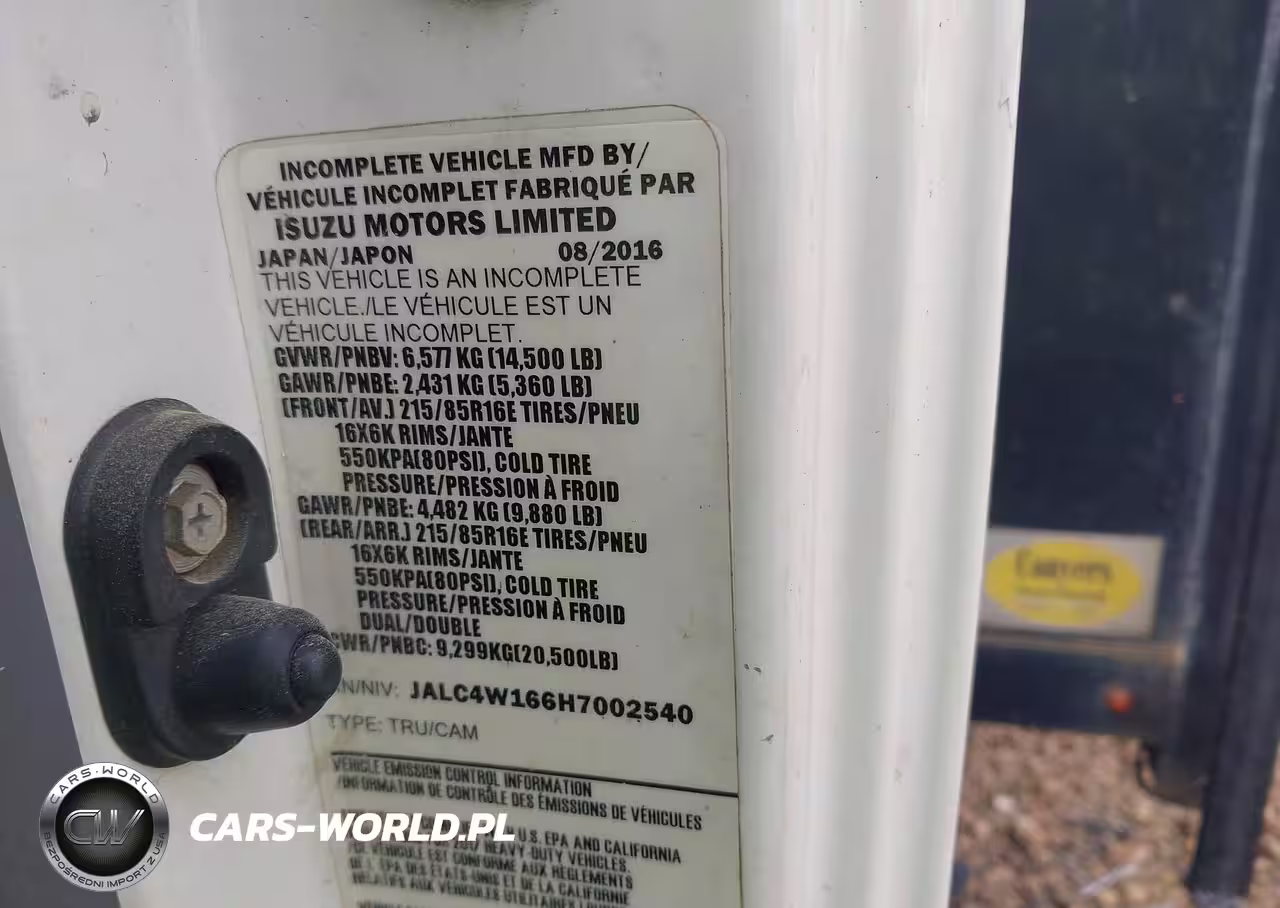 INCOMPLETE VEHICLE MFD BY/
VÉHICULE INCOMPLET FABRIQUÉ PAR
ISUZU MOTORS LIMITED
JAPAN/JAPON 08/2016
THIS VEHICLE IS AN INCOMPLETE
VEHICLE./LE VÉHICULE EST UN
VÉHICULE INCOMPLET.
GVWR/PNBV: 6,577 KG (14,500 LB)
GAWR/PNBE: 2,431 KG (5,360 LB)
(FRONT/AV.) 215/85R16E TIRES/PNEU
16X6K RIMS/JANTE
550KPA(80PSI), COLD TIRE
PRESSURE/PRESSION À FROID
GAWR/PNBE: 4,482 KG (9,880 LB)
(REAR/ARR.) 215/85R16E TIRES/PNEU
16X6K RIMS/JANTE
550KPA(80PSI), COLD TIRE
PRESSURE/PRESSION À FROID
DUAL/DOUBLE
CWR/PNBC: 9,299KG(20,500LB)
N/NIV: JALC4W166H7002540
TYPE: TRU/CAM
VEHICLE EMISSION CONTROL INFORMATION
/INFORMATION DE CONTRÔLE DES ÉMISSIONS DE VÉHICULES
U.S. EPA AND CALIFORNIA
HEAVY-DUTY VEHICLES.
VÉHICULE EST CONFORME AUX RÈGLEMENTS
DE L'EPA DES ÉTATS-UNIS ET DE LA CALIFORNIE
RELATIFS AUX VÉHICULES UTILITAIRES
CARS-WORLD
CW
BEZPOŚREDNI IMPORT Z USA
CARS-WORLD.PL